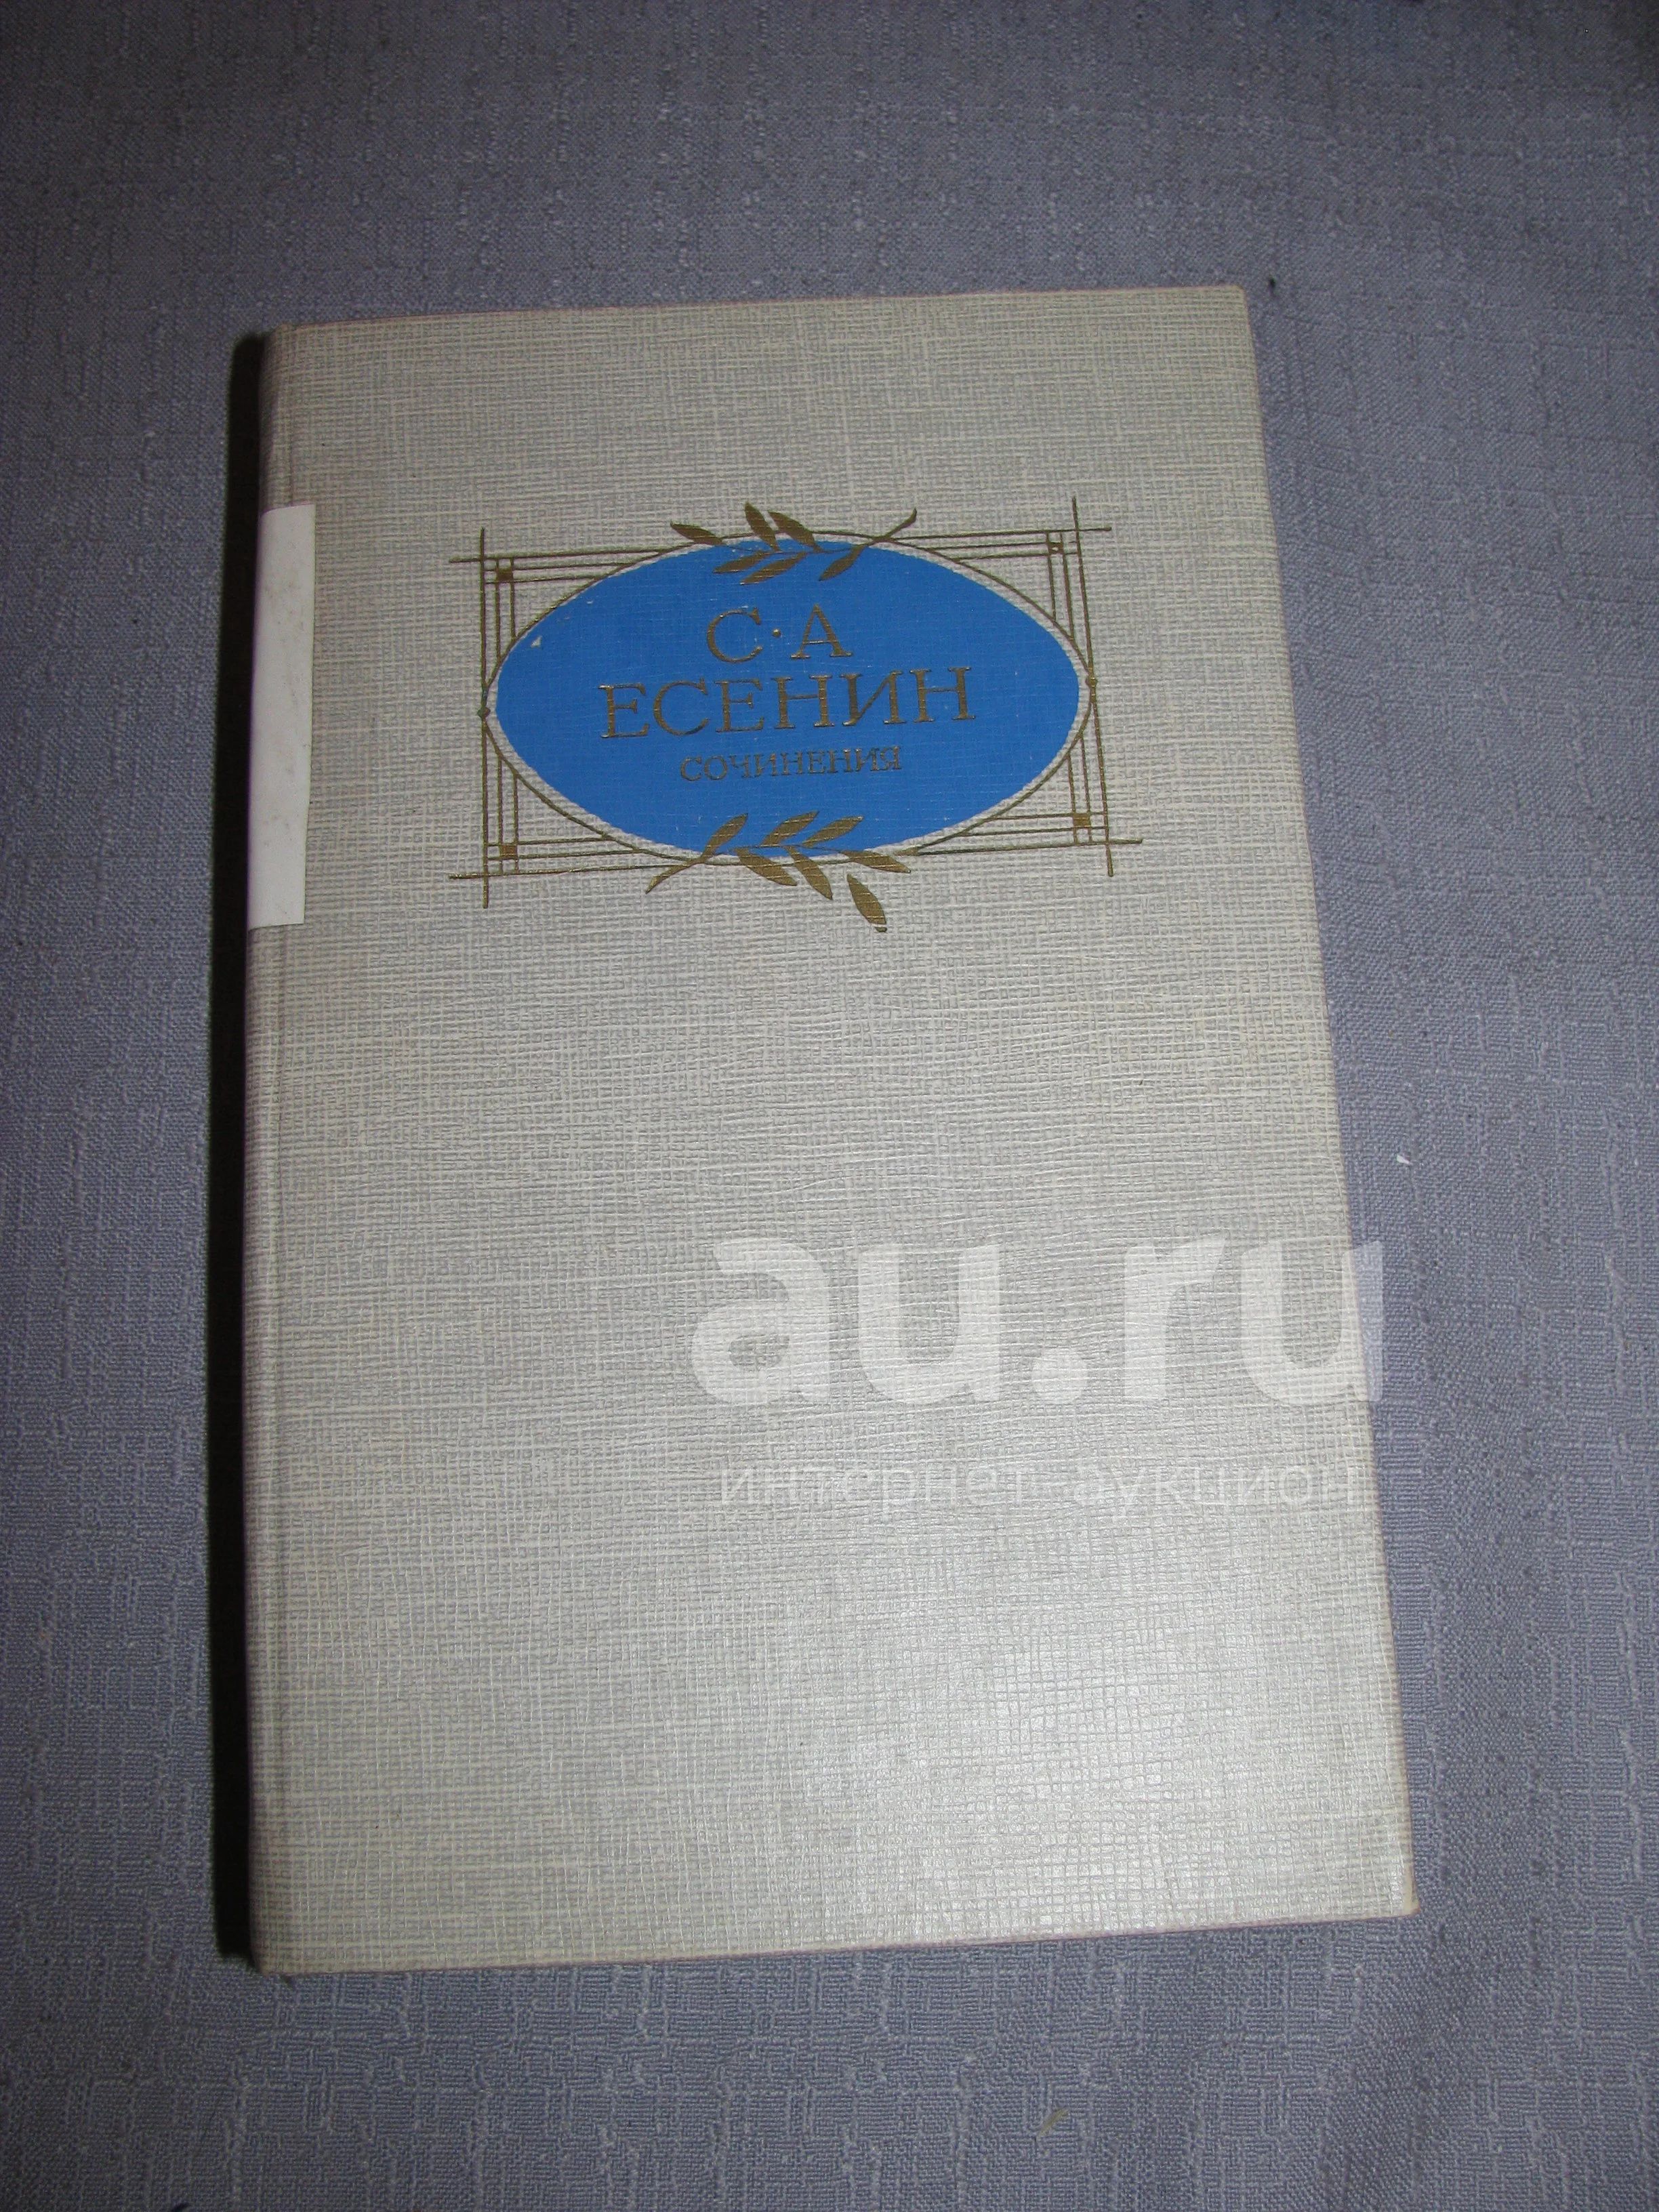 С·А
ЕСЕНИН
СОЧИНЕНИЯ
au.ru
интернет-аукцион